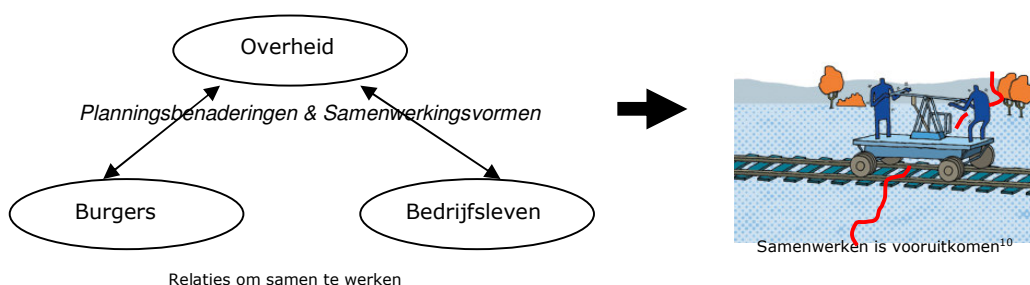 Overheid
Planningsbenaderingen & Samenwerkingsvormen
Burgers
Bedrijfsleven
Samenwerken is vooruitkomen¹⁰
Relaties om samen te werken